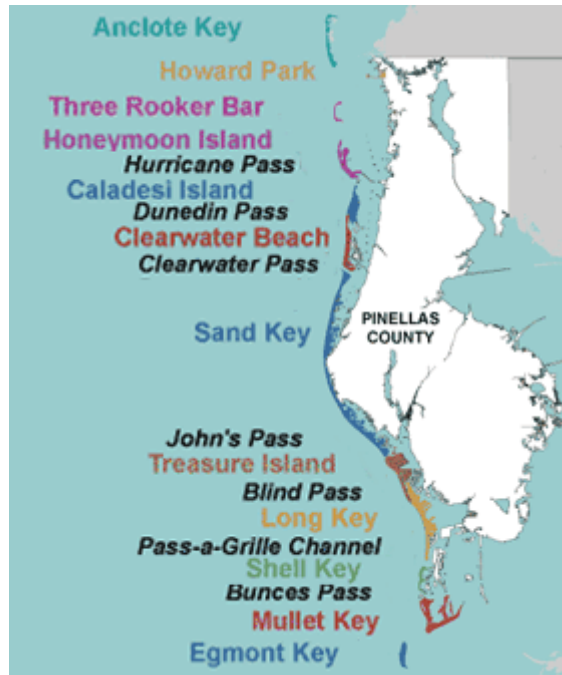 Anclote Key
Howard Park
Three Rooker Bar
Honeymoon Island
Hurricane Pass
Caladesi Island
Dunedin Pass
Clearwater Beach
Clearwater Pass
PINELLAS
COUNTY
Sand Key
John's Pass
Treasure Island
Blind Pass
Long Key
Pass-a-Grille Channel
Shell Key
Bunces Pass
Mullet Key
Egmont Key